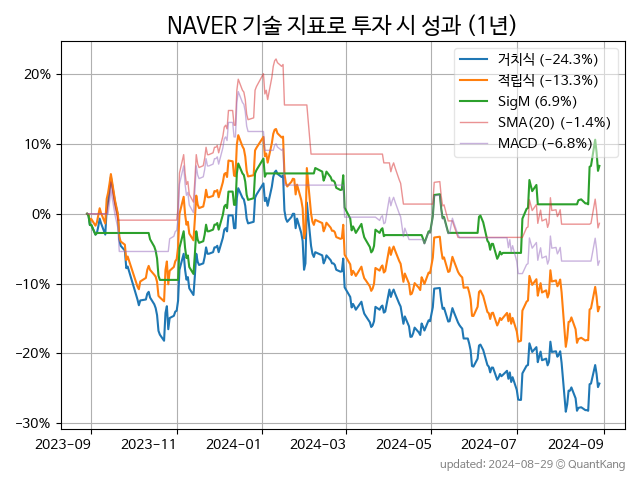 NAVER 기술 지표로 투자 시 성과 (1년)
거치식 (−24.3%)
적립식 (−13.3%)
SigM (6.9%)
SMA(20) (−1.4%)
MACD (−6.8%)
20%
10%
0%
−10%
−20%
−30%
2023-09
2023-11
2024-01
2024-03
2024-05
2024-07
2024-09
updated: 2024-08-29 © QuantKang